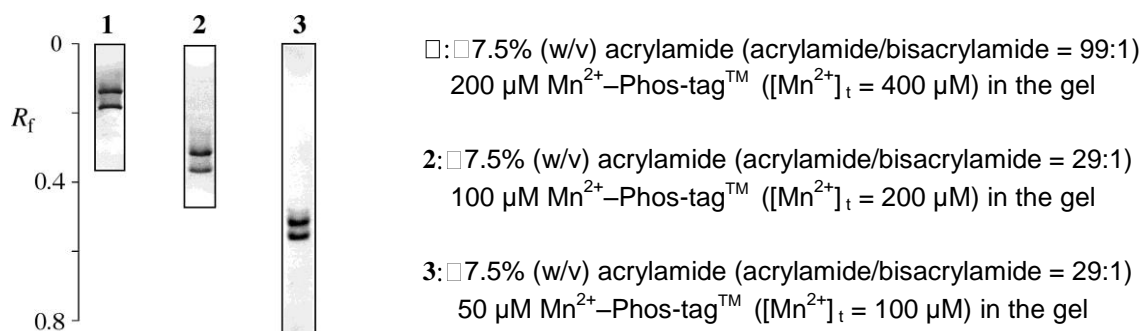 1 2 3
0
Rf
0.4
0.8
□:□7.5% (w/v) acrylamide (acrylamide/bisacrylamide = 99:1)
200 µM Mn²⁺–Phos-tag™ ([Mn²⁺]t = 400 µM) in the gel
2:□7.5% (w/v) acrylamide (acrylamide/bisacrylamide = 29:1)
100 µM Mn²⁺–Phos-tag™ ([Mn²⁺]t = 200 µM) in the gel
3:□7.5% (w/v) acrylamide (acrylamide/bisacrylamide = 29:1)
50 µM Mn²⁺–Phos-tag™ ([Mn²⁺]t = 100 µM) in the gel